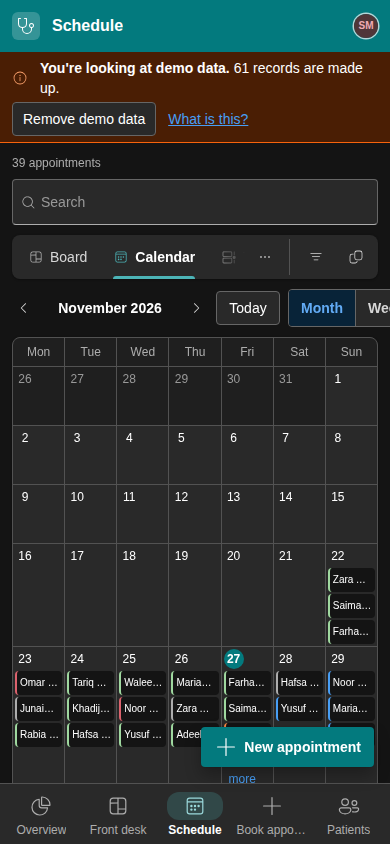 Schedule
SM
You're looking at demo data. 61 records are made
up.
Remove demo data
What is this?
39 appointments
Search
Board
Calendar
November 2026
Today
Month
Mon Tue Wed Thu Fri Sat Sun
26 27 28 29 30 31 1
2 3 4 5 6 7 8
9 10 11 12 13 14 15
16 17 18 19 20 21 22
Zara ...
Saima...
Farha...
23 24 25 26 27 28 29
Omar ... Tariq ... Walee... Maria... Farha... Hafsa ... Noor ...
Junai... Khadij... Noor ... Zara ... Saima... Yusuf ... Maria...
Rabia ... Hafsa ... Yusuf ...
New appointment
more
Overview
Front desk
Schedule
Book appo...
Patients